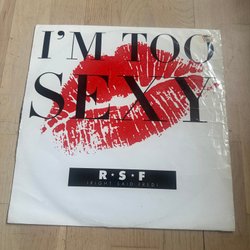 I'M TOO
SEXY
R·S·F
(RIGHT SAID FRED)